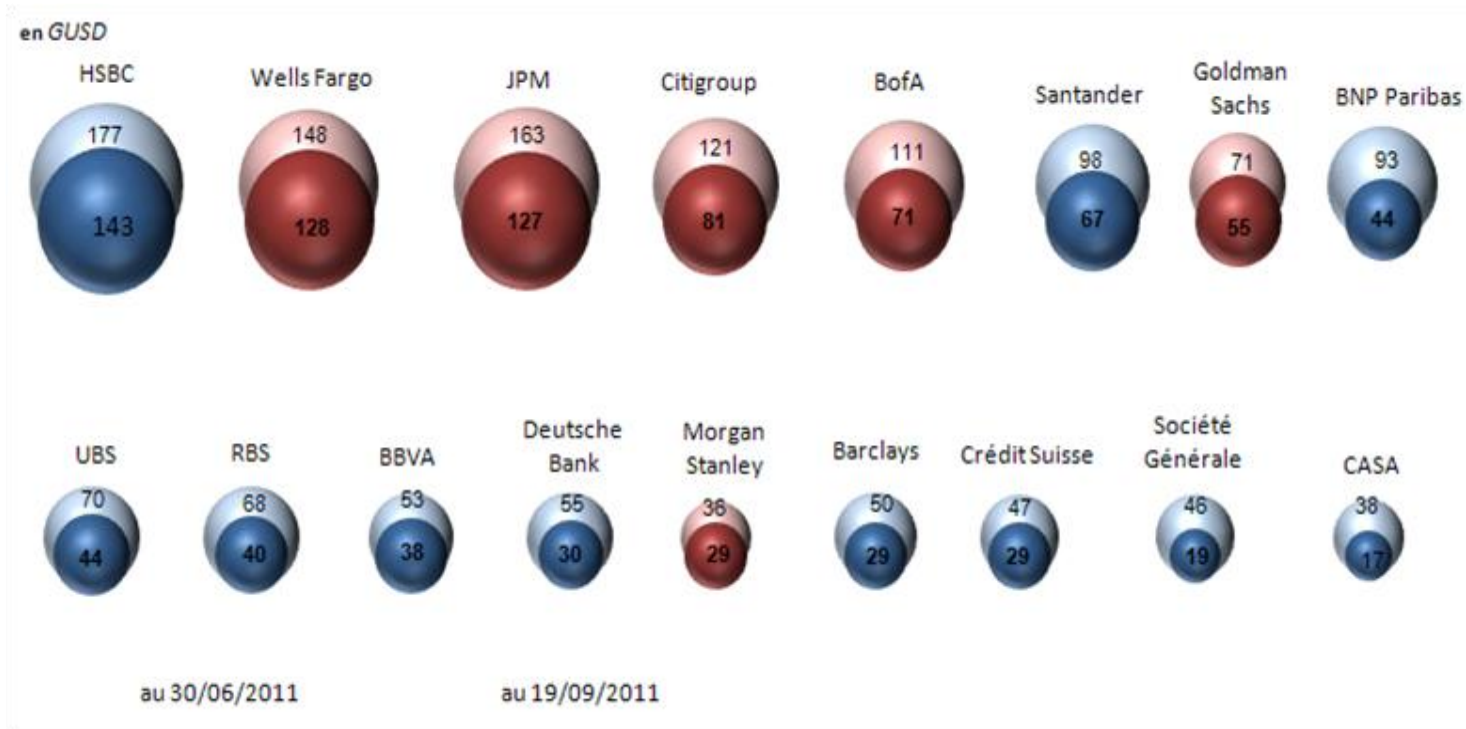 en GUSD
HSBC
Wells Fargo
JPM
Citigroup
BofA
Santander
Goldman
Sachs
BNP Paribas
177
148
163
121
111
98
71
93
143
128
127
81
71
67
55
44
UBS
RBS
BBVA
Deutsche
Bank
Morgan
Stanley
Barclays
Crédit Suisse
Société
Générale
CASA
70
68
53
55
36
50
47
46
38
44
40
38
30
29
29
29
19
17
au 30/06/2011
au 19/09/2011